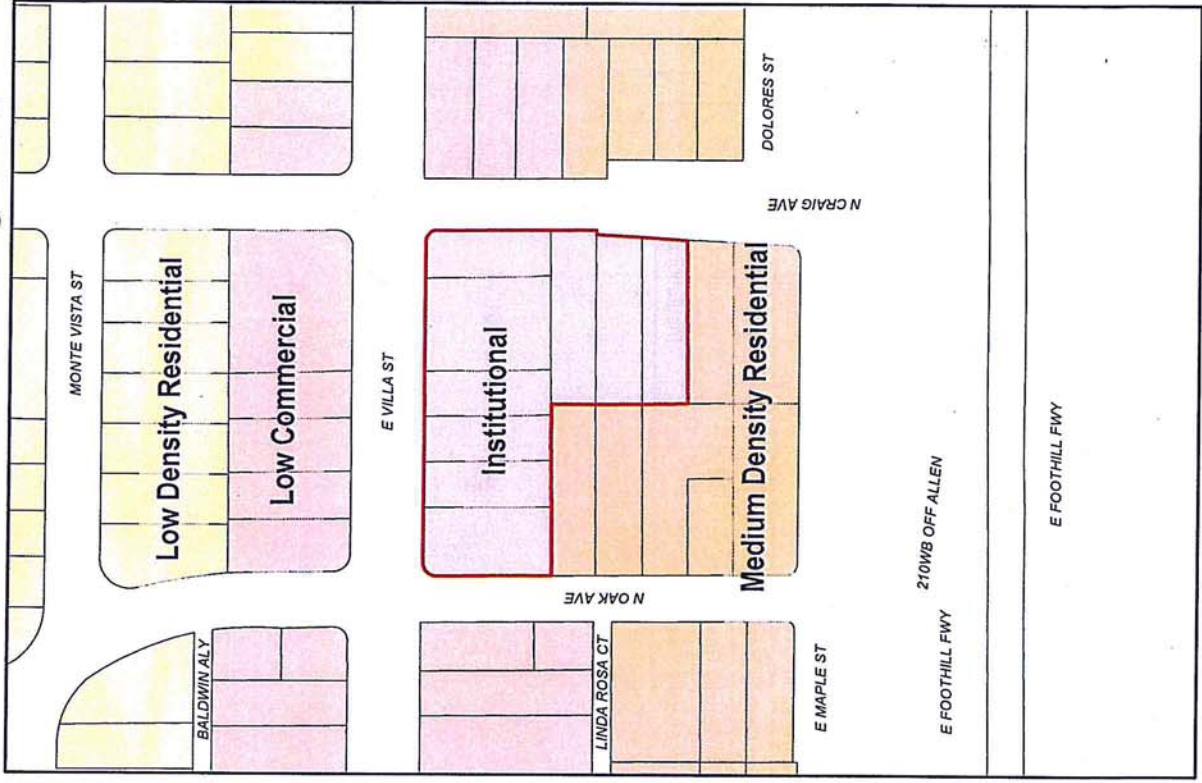 MONTE VISTA ST
Low Density Residential
BALDWIN ALY
Low Commercial
E VILLA ST
Institutional
N OAK AVE
N CRAIG AVE
DOLORES ST
LINDA ROSA CT
Medium Density Residential
E MAPLE ST
210WB OFF ALLEN
E FOOTHILL FWY
E FOOTHILL FWY